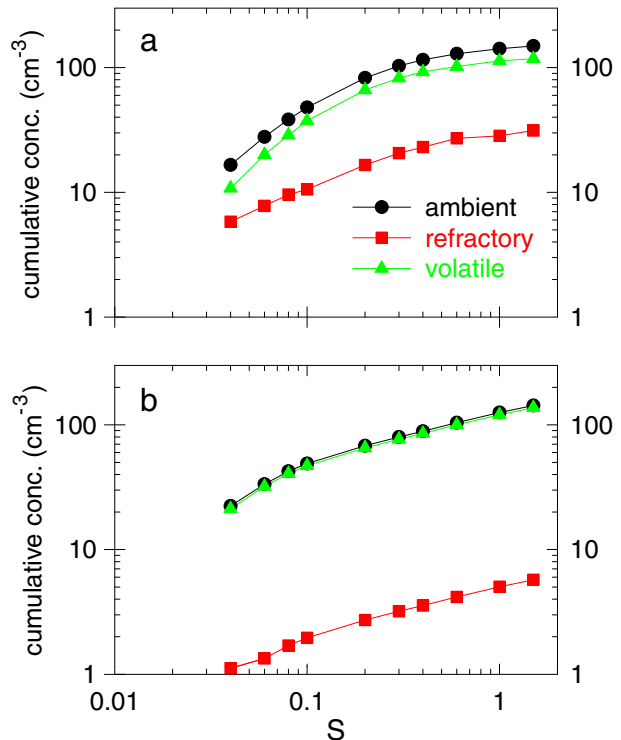 a
cumulative conc. (cm-3)
100 100
10 10
1 1
ambient
refractory
volatile
b
cumulative conc. (cm-3)
100 100
10 10
1 1
0.01 0.1 1
S